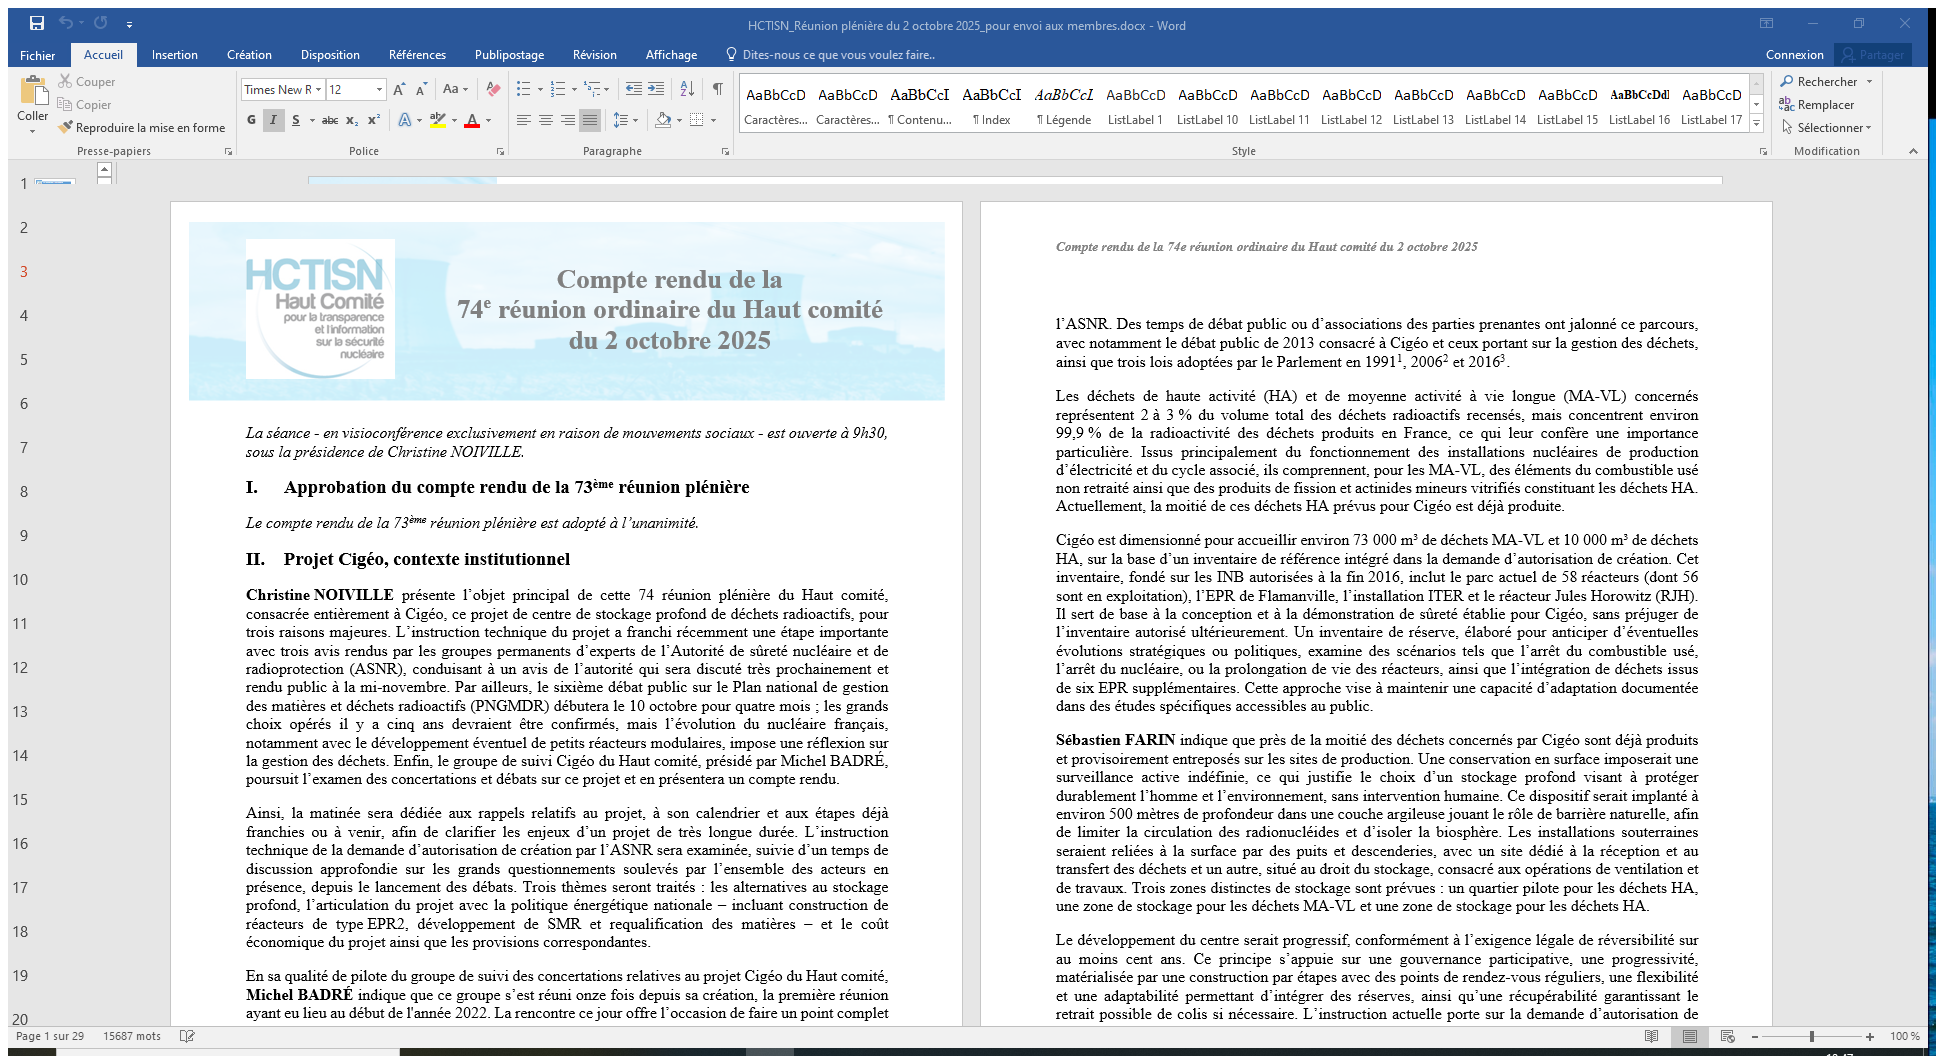 HCTISN_Réunion plénière du 2 octobre 2025_pour envoi aux membres.docx - Word
Fichier Accueil Insertion Création Disposition Références Publipostage Révision Affichage Dites-nous ce que vous voulez faire.. Connexion Partager
Coller
Couper
Copier
Reproduire la mise en forme
Presse-papiers
Times New R 12
Aa
G I S abc x₂ x² A A
Police
Paragraphe
AaBbCcD AaBbCcD AaBbCcI AaBbCcI AaBbCcI AaBbCcD AaBbCcD AaBbCcD AaBbCcD AaBbCcD AaBbCcD AaBbCcD AaBbCcDdI AaBbCcD
Caractères... Caractères... ¶ Contenu... ¶ Index ¶ Légende ListLabel 1 ListLabel 10 ListLabel 11 ListLabel 12 ListLabel 13 ListLabel 14 ListLabel 15 ListLabel 16 ListLabel 17
Style
Rechercher
Remplacer
Sélectionner
Modification
1
2
3
4
5
6
7
8
9
10
11
12
13
14
15
16
17
18
19
20
HCTISN
Haut Comité
pour la transparence
et l'information
sur la sécurité
nucléaire
Compte rendu de la
74e réunion ordinaire du Haut comité
du 2 octobre 2025
La séance - en visioconférence exclusivement en raison de mouvements sociaux - est ouverte à 9h30,
sous la présidence de Christine NOIVILLE.
I. Approbation du compte rendu de la 73ème réunion plénière
Le compte rendu de la 73ème réunion plénière est adopté à l’unanimité.
II. Projet Cigéo, contexte institutionnel
Christine NOIVILLE présente l’objet principal de cette 74 réunion plénière du Haut comité,
consacrée entièrement à Cigéo, ce projet de centre de stockage profond de déchets radioactifs, pour
trois raisons majeures. L’instruction technique du projet a franchi récemment une étape importante
avec trois avis rendus par les groupes permanents d’experts de l’Autorité de sûreté nucléaire et de
radioprotection (ASNR), conduisant à un avis de l’autorité qui sera discuté très prochainement et
rendu public à la mi-novembre. Par ailleurs, le sixième débat public sur le Plan national de gestion
des matières et déchets radioactifs (PNGMDR) débutera le 10 octobre pour quatre mois ; les grands
choix opérés il y a cinq ans devraient être confirmés, mais l’évolution du nucléaire français,
notamment avec le développement éventuel de petits réacteurs modulaires, impose une réflexion sur
la gestion des déchets. Enfin, le groupe de suivi Cigéo du Haut comité, présidé par Michel BADRÉ,
poursuit l’examen des concertations et débats sur ce projet et en présentera un compte rendu.
Ainsi, la matinée sera dédiée aux rappels relatifs au projet, à son calendrier et aux étapes déjà
franchies ou à venir, afin de clarifier les enjeux d’un projet de très longue durée. L’instruction
technique de la demande d’autorisation de création par l’ASNR sera examinée, suivie d’un temps de
discussion approfondie sur les grands questionnements soulevés par l’ensemble des acteurs en
présence, depuis le lancement des débats. Trois thèmes seront traités : les alternatives au stockage
profond, l’articulation du projet avec la politique énergétique nationale – incluant construction de
réacteurs de type EPR2, développement de SMR et requalification des matières – et le coût
économique du projet ainsi que les provisions correspondantes.
En sa qualité de pilote du groupe de suivi des concertations relatives au projet Cigéo du Haut comité,
Michel BADRÉ indique que ce groupe s’est réuni onze fois depuis sa création, la première réunion
ayant eu lieu au début de l'année 2022. La rencontre ce jour offre l’occasion de faire un point complet
Compte rendu de la 74e réunion ordinaire du Haut comité du 2 octobre 2025
l’ASNR. Des temps de débat public ou d’associations des parties prenantes ont jalonné ce parcours,
avec notamment le débat public de 2013 consacré à Cigéo et ceux portant sur la gestion des déchets,
ainsi que trois lois adoptées par le Parlement en 1991¹, 2006² et 2016³.
Les déchets de haute activité (HA) et de moyenne activité à vie longue (MA-VL) concernés
représentent 2 à 3 % du volume total des déchets radioactifs recensés, mais concentrent environ
99,9 % de la radioactivité des déchets produits en France, ce qui leur confère une importance
particulière. Issus principalement du fonctionnement des installations nucléaires de production
d’électricité et du cycle associé, ils comprennent, pour les MA-VL, des éléments du combustible usé
non retraité ainsi que des produits de fission et actinides mineurs vitrifiés constituant les déchets HA.
Actuellement, la moitié de ces déchets HA prévus pour Cigéo est déjà produite.
Cigéo est dimensionné pour accueillir environ 73 000 m³ de déchets MA-VL et 10 000 m³ de déchets
HA, sur la base d’un inventaire de référence intégré dans la demande d’autorisation de création. Cet
inventaire, fondé sur les INB autorisées à la fin 2016, inclut le parc actuel de 58 réacteurs (dont 56
sont en exploitation), l’EPR de Flamanville, l’installation ITER et le réacteur Jules Horowitz (RJH).
Il sert de base à la conception et à la démonstration de sûreté établie pour Cigéo, sans préjuger de
l’inventaire autorisé ultérieurement. Un inventaire de réserve, élaboré pour anticiper d’éventuelles
évolutions stratégiques ou politiques, examine des scénarios tels que l’arrêt du combustible usé,
l’arrêt du nucléaire, ou la prolongation de vie des réacteurs, ainsi que l’intégration de déchets issus
de six EPR supplémentaires. Cette approche vise à maintenir une capacité d’adaptation documentée
dans des études spécifiques accessibles au public.
Sébastien FARIN indique que près de la moitié des déchets concernés par Cigéo sont déjà produits
et provisoirement entreposés sur les sites de production. Une conservation en surface imposerait une
surveillance active indéfinie, ce qui justifie le choix d’un stockage profond visant à protéger
durablement l’homme et l’environnement, sans intervention humaine. Ce dispositif serait implanté à
environ 500 mètres de profondeur dans une couche argileuse jouant le rôle de barrière naturelle, afin
de limiter la circulation des radionucléides et d’isoler la biosphère. Les installations souterraines
seraient reliées à la surface par des puits et descenderies, avec un site dédié à la réception et au
transfert des déchets et un autre, situé au droit du stockage, consacré aux opérations de ventilation et
de travaux. Trois zones distinctes de stockage sont prévues : un quartier pilote pour les déchets HA,
une zone de stockage pour les déchets MA-VL et une zone de stockage pour les déchets HA.
Le développement du centre serait progressif, conformément à l’exigence légale de réversibilité sur
au moins cent ans. Ce principe s’appuie sur une gouvernance participative, une progressivité,
matérialisée par une construction par étapes avec des points de rendez-vous réguliers, une flexibilité
et une adaptabilité permettant d’intégrer des réserves, ainsi qu’une récupérabilité garantissant le
retrait possible de colis si nécessaire. L’instruction actuelle porte sur la demande d’autorisation de
Page 1 sur 29 15687 mots 100 %